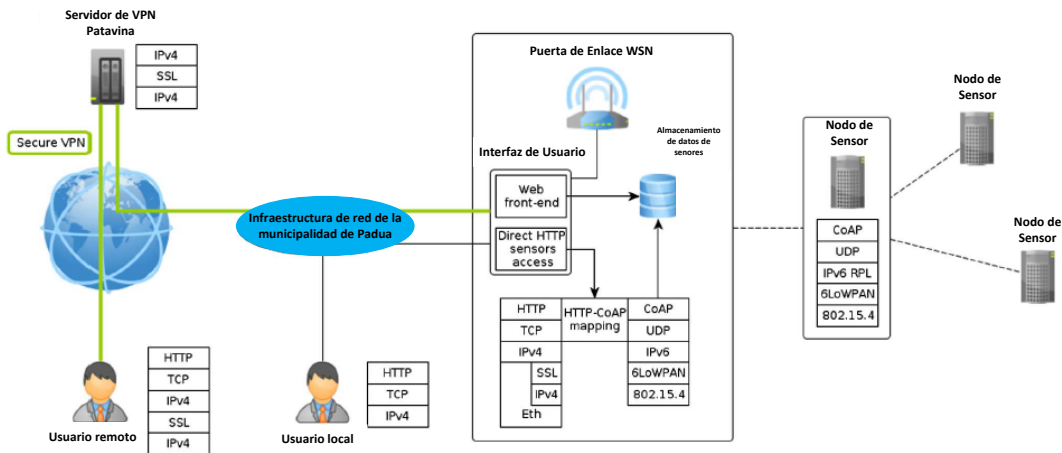 Servidor de VPN
Patavina
IPv4
SSL
IPv4
Secure VPN
Usuario remoto
HTTP
TCP
IPv4
SSL
IPv4
Infraestructura de red de la
municipalidad de Padua
Usuario local
HTTP
TCP
IPv4
Puerta de Enlace WSN
Almacenamiento
de datos de
senores
Interfaz de Usuario
Web
front-end
Direct HTTP
sensors
access
HTTP
TCP
IPv4
SSL
IPv4
Eth
HTTP-CoAP
mapping
CoAP
UDP
IPv6
6LoWPAN
802.15.4
Nodo de
Sensor
CoAP
UDP
IPv6 RPL
6LoWPAN
802.15.4
Nodo de
Sensor
Nodo de
Sensor